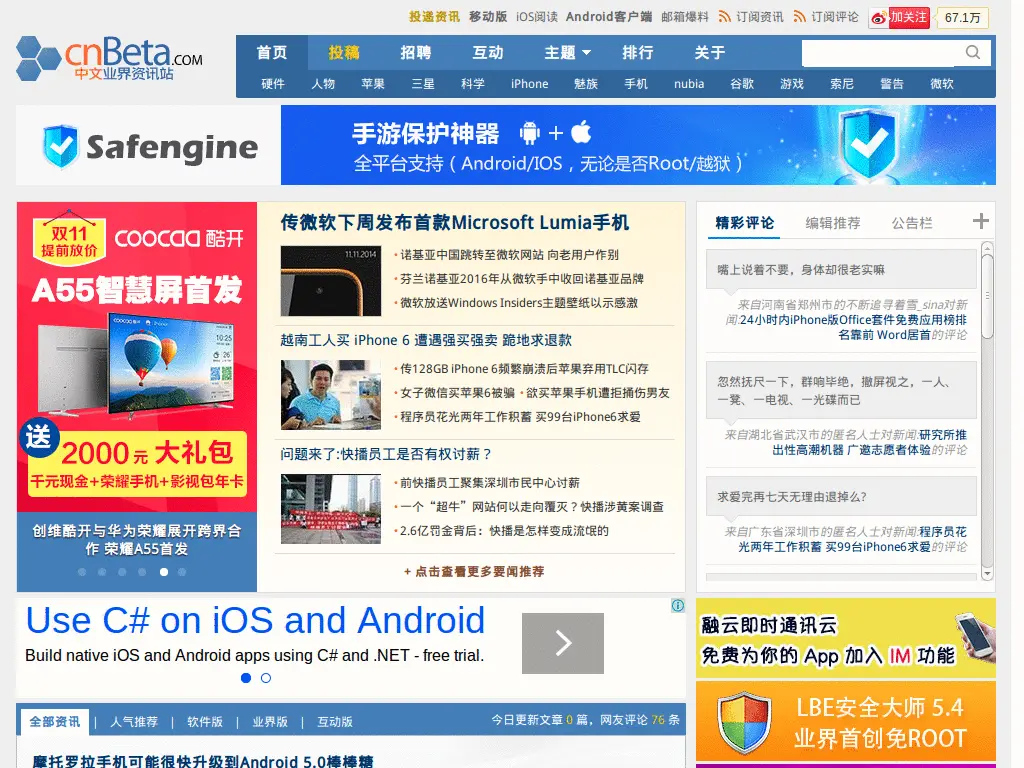 投递资讯 移动版 iOS阅读 Android客户端 邮箱爆料 订阅资讯 订阅评论 加关注 67.1万
cnBeta.COM
中文业界资讯站
首页 投稿 招聘 互动 主题 排行 关于
硬件 人物 苹果 三星 科学 iPhone 魅族 手机 nubia 谷歌 游戏 索尼 警告 微软
Safengine
手游保护神器 +
全平台支持（Android/IOS，无论是否Root/越狱）
双11
提前放价
coocaa 酷开
A55智慧屏首发
coocaa
10:25
26
送
2000元 大礼包
千元现金+荣耀手机+影视包年卡
创维酷开与华为荣耀展开跨界合
作 荣耀A55首发
传微软下周发布首款Microsoft Lumia手机
11.11.2014
诺基亚中国跳转至微软网站 向老用户作别
芬兰诺基亚2016年从微软手中收回诺基亚品牌
微软放送Windows Insiders主题壁纸以示感激
越南工人买 iPhone 6 遭遇强买强卖 跪地求退款
传128GB iPhone 6频繁崩溃后苹果弃用TLC闪存
女子微信买苹果6被骗・欲买苹果手机遭拒捅伤男友
程序员花光两年工作积蓄 买99台iPhone6求爱
问题来了:快播员工是否有权讨薪？
前快播员工聚集深圳市民中心讨薪
一个“超牛”网站何以走向覆灭？快播涉黄案调查
2.6亿罚金背后：快播是怎样变成流氓的
+ 点击查看更多要闻推荐
精彩评论 编辑推荐 公告栏 +
嘴上说着不要，身体却很老实嘛
来自河南省郑州市的不断追寻着雪_sina对新
闻:24小时内iPhone版Office套件免费应用榜排
名靠前 Word居首的评论
忽然抚尺一下，群响毕绝，撤屏视之，一人、
一凳、一电视、一光碟而已
来自湖北省武汉市的匿名人士对新闻:研究所推
出性高潮机器 广邀志愿者体验的评论
求爱完再七天无理由退掉么？
来自广东省深圳市的匿名人士对新闻:程序员花
光两年工作积蓄 买99台iPhone6求爱的评论
Use C# on iOS and Android
Build native iOS and Android apps using C# and .NET - free trial.
融云即时通讯云
免费为你的 App 加入 IM 功能
LBE安全大师 5.4
业界首创免ROOT
全部资讯 | 人气推荐 | 软件版 | 业界版 | 互动版
今日更新文章 0 篇，网友评论 76 条
摩托罗拉手机可能很快升级到Android 5.0棒棒糖